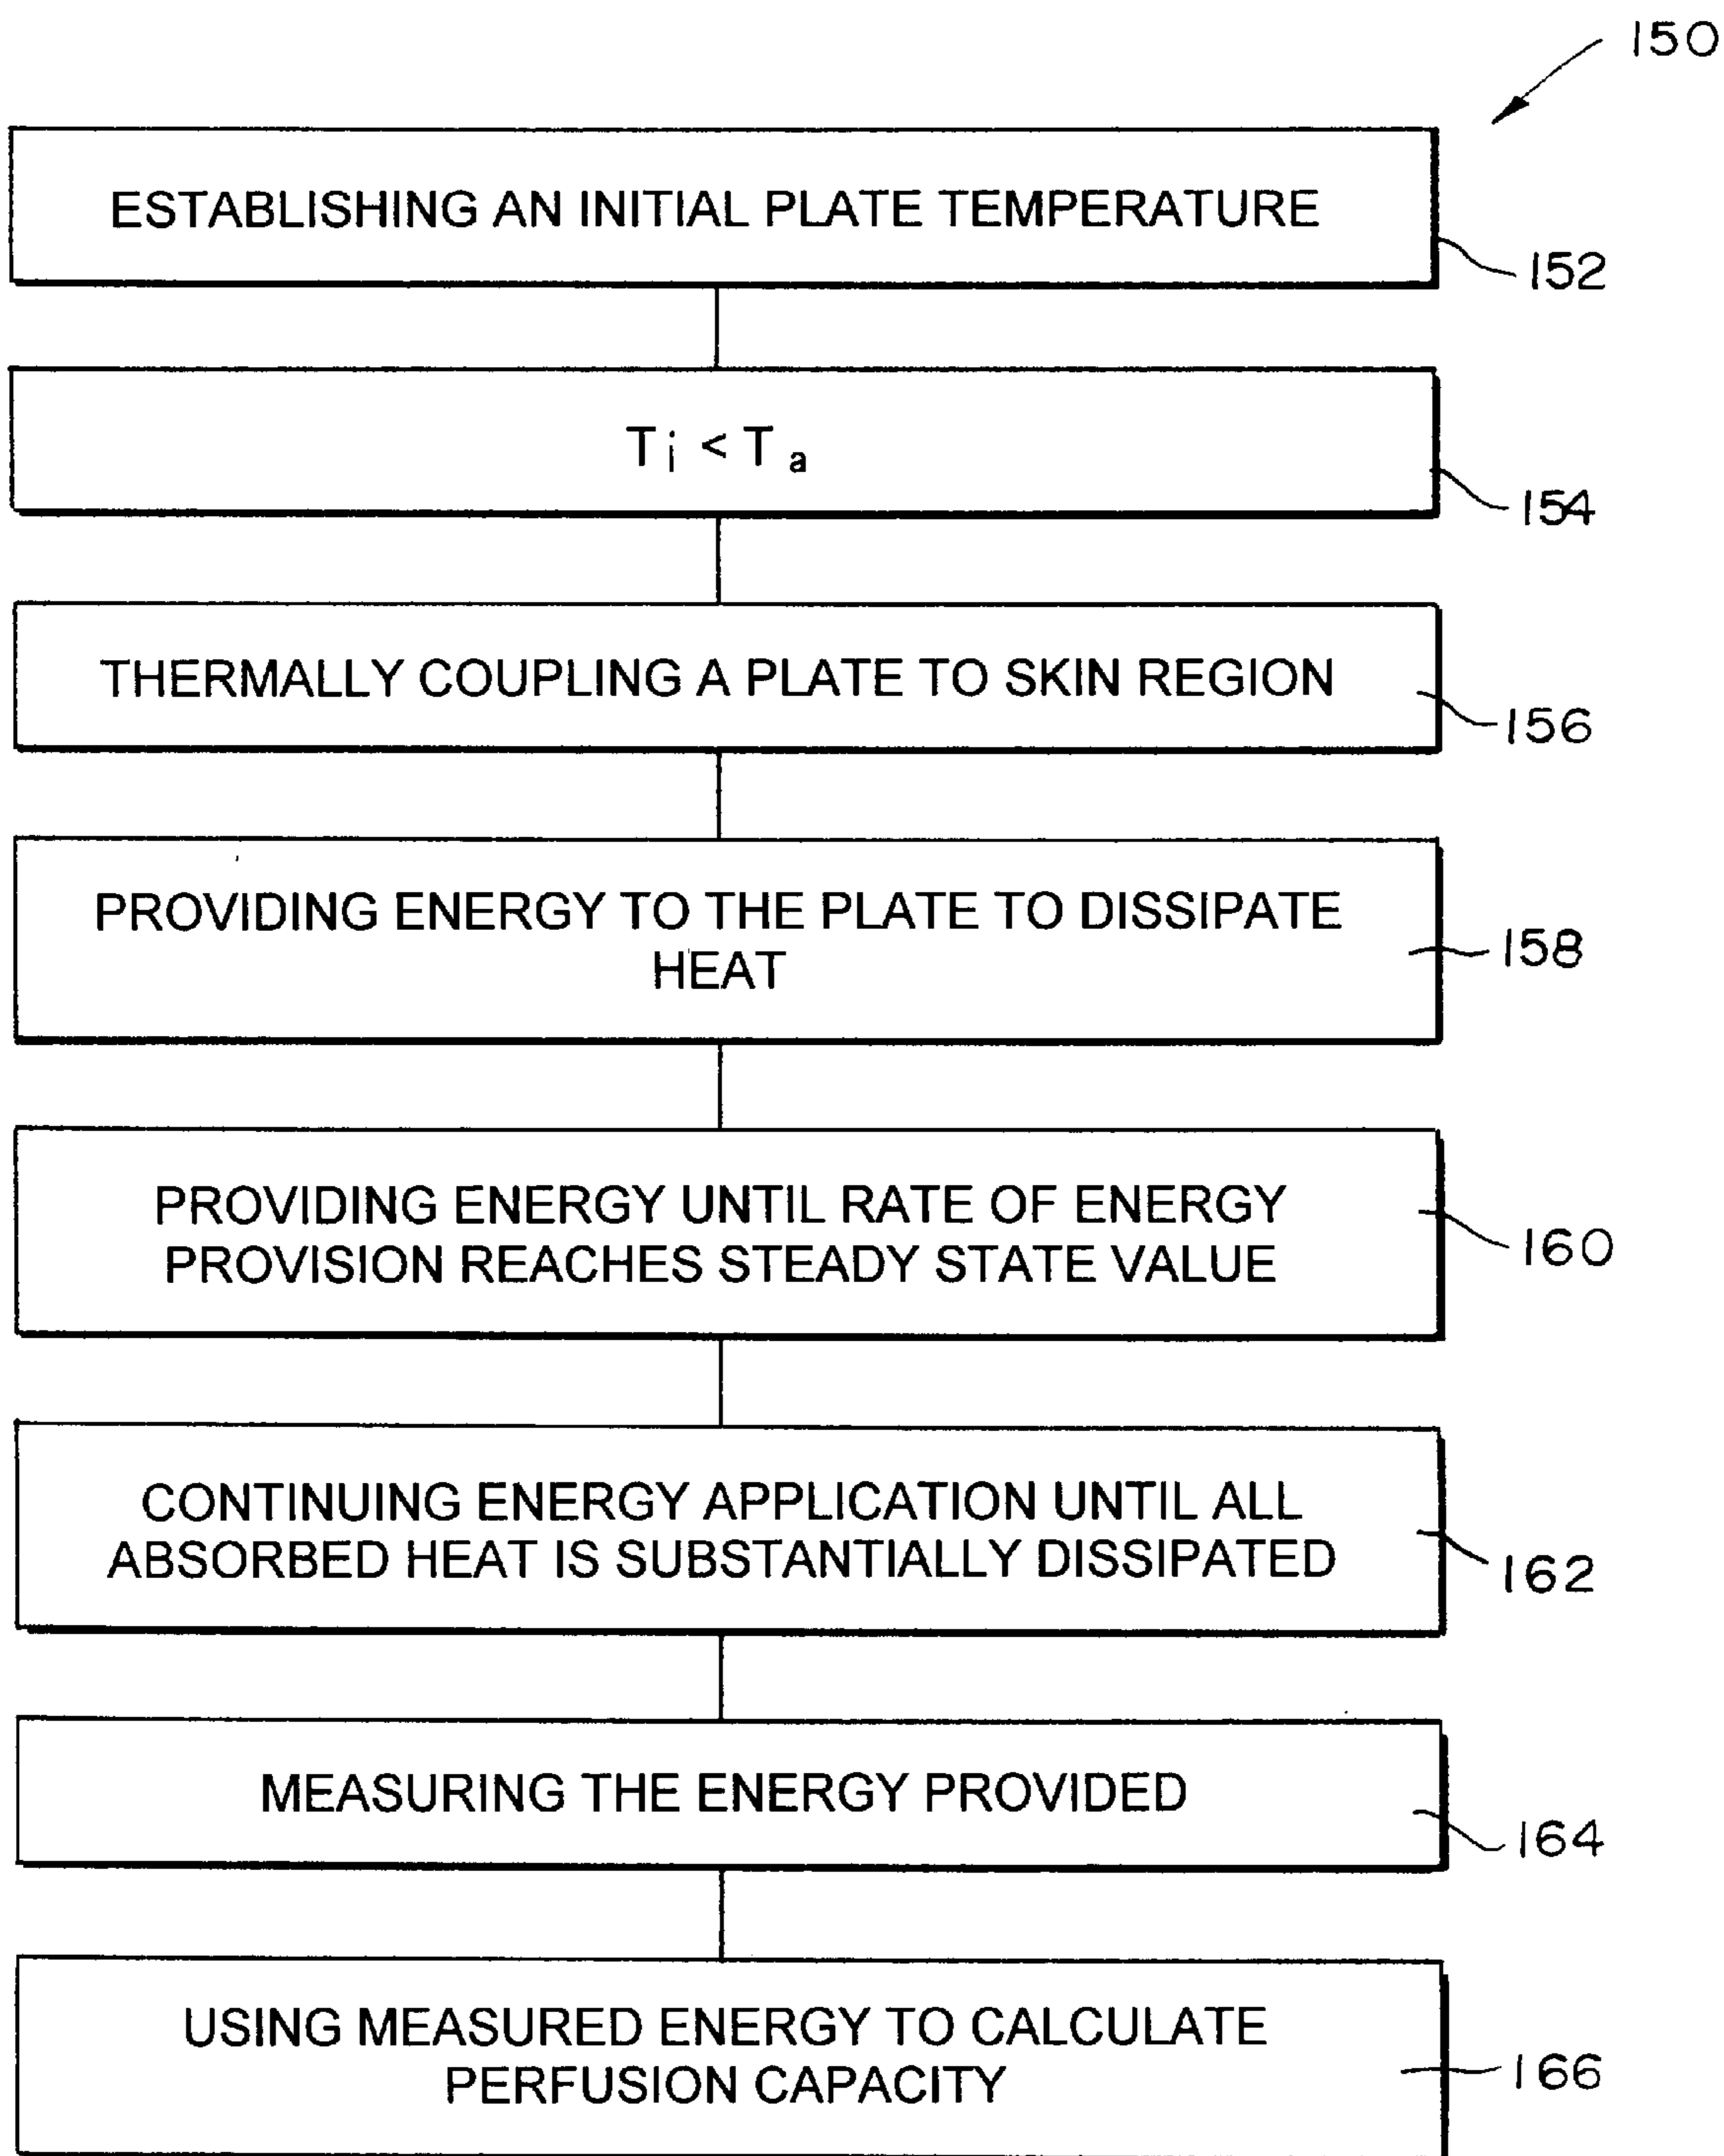 150
ESTABLISHING AN INITIAL PLATE TEMPERATURE
152
Ti < Ta
154
THERMALLY COUPLING A PLATE TO SKIN REGION
156
PROVIDING ENERGY TO THE PLATE TO DISSIPATE
HEAT
158
PROVIDING ENERGY UNTIL RATE OF ENERGY
PROVISION REACHES STEADY STATE VALUE
160
CONTINUING ENERGY APPLICATION UNTIL ALL
ABSORBED HEAT IS SUBSTANTIALLY DISSIPATED
162
MEASURING THE ENERGY PROVIDED
164
USING MEASURED ENERGY TO CALCULATE
PERFUSION CAPACITY
166